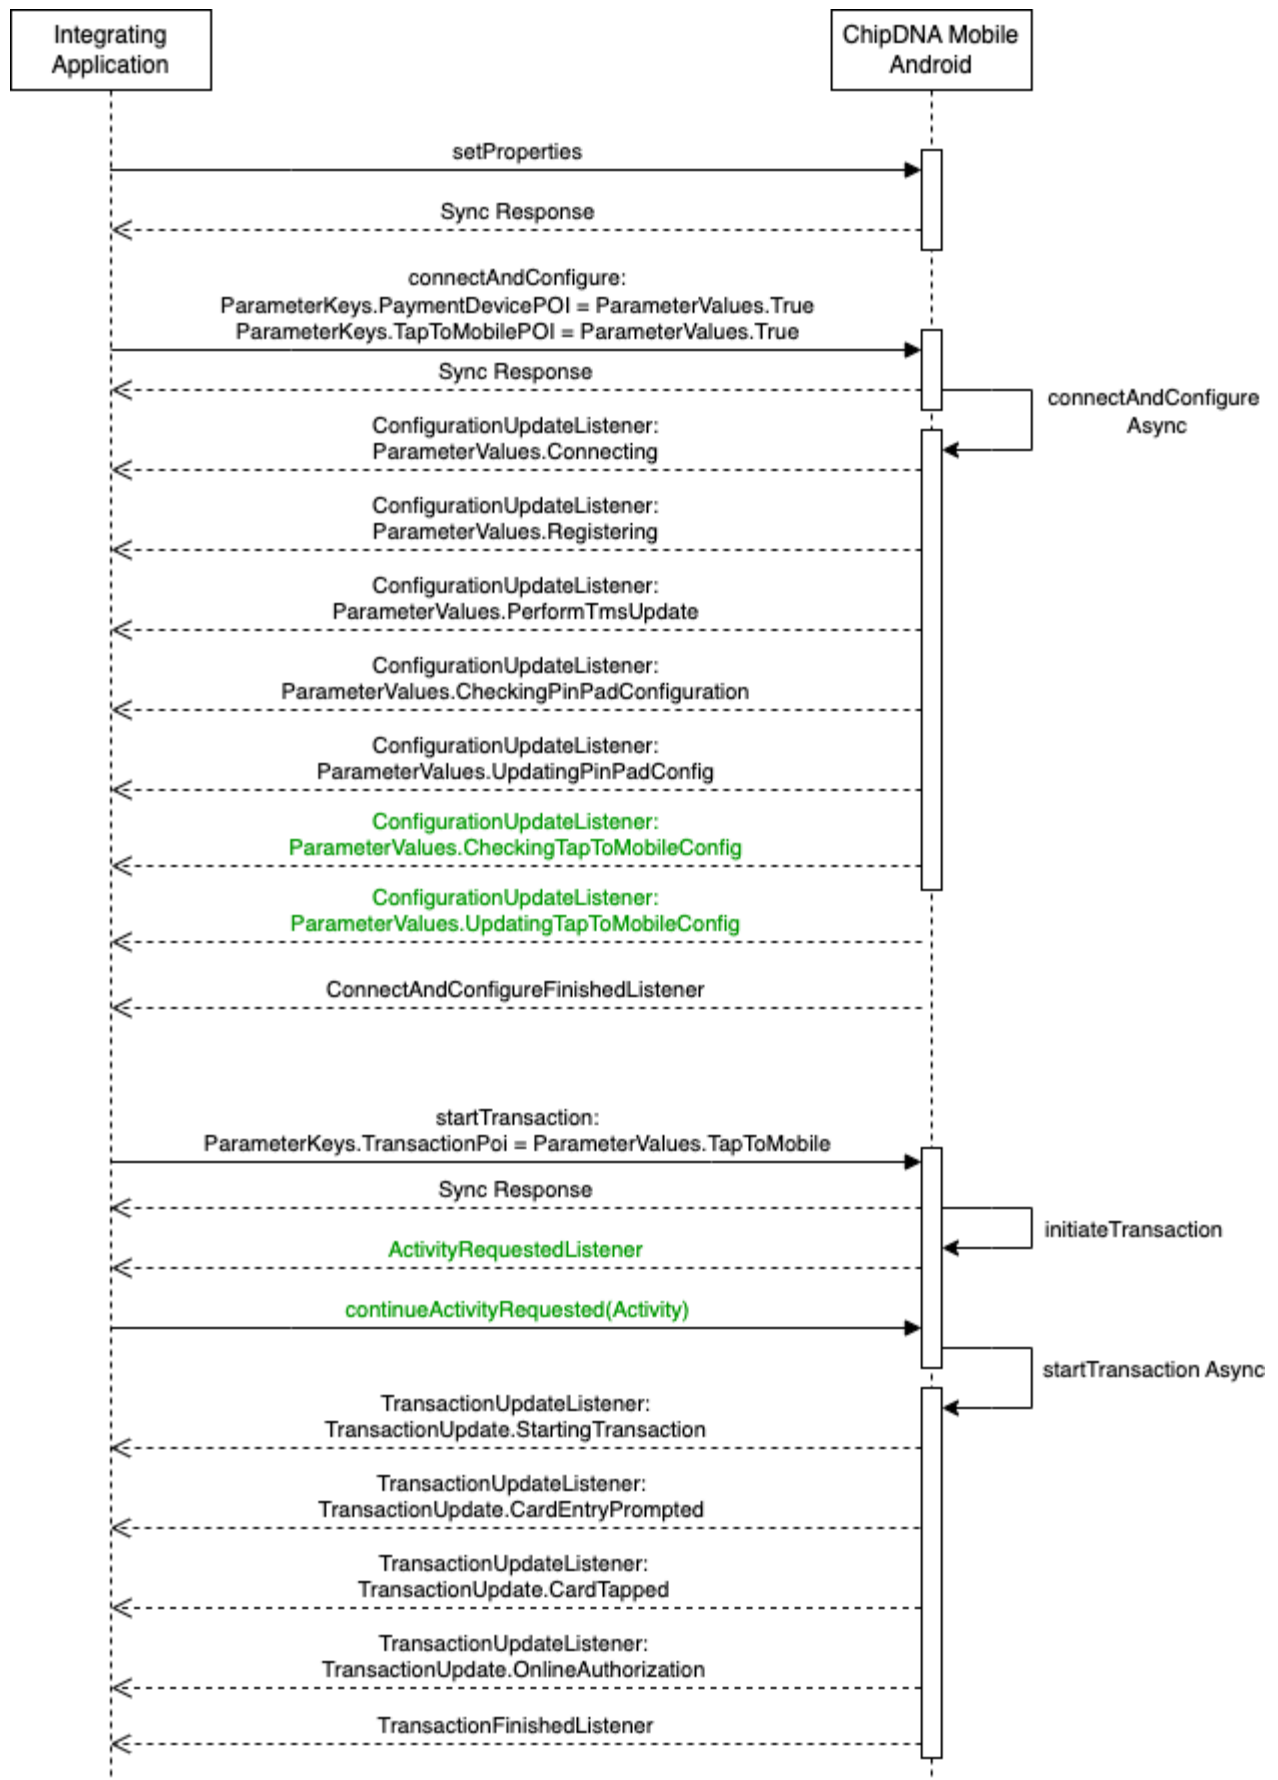 Integrating
Application
ChipDNA Mobile
Android
setProperties
Sync Response
connectAndConfigure:
ParameterKeys.PaymentDevicePOI = ParameterValues.True
ParameterKeys.TapToMobilePOI = ParameterValues.True
Sync Response
connectAndConfigure
Async
ConfigurationUpdateListener:
ParameterValues.Connecting
ConfigurationUpdateListener:
ParameterValues.Registering
ConfigurationUpdateListener:
ParameterValues.PerformTmsUpdate
ConfigurationUpdateListener:
ParameterValues.CheckingPinPadConfiguration
ConfigurationUpdateListener:
ParameterValues.UpdatingPinPadConfig
ConfigurationUpdateListener:
ParameterValues.CheckingTapToMobileConfig
ConfigurationUpdateListener:
ParameterValues.UpdatingTapToMobileConfig
ConnectAndConfigureFinishedListener
startTransaction:
ParameterKeys.TransactionPoi = ParameterValues.TapToMobile
Sync Response
initiateTransaction
ActivityRequestedListener
continueActivityRequested(Activity)
startTransaction Async
TransactionUpdateListener:
TransactionUpdate.StartingTransaction
TransactionUpdateListener:
TransactionUpdate.CardEntryPrompted
TransactionUpdateListener:
TransactionUpdate.CardTapped
TransactionUpdateListener:
TransactionUpdate.OnlineAuthorization
TransactionFinishedListener